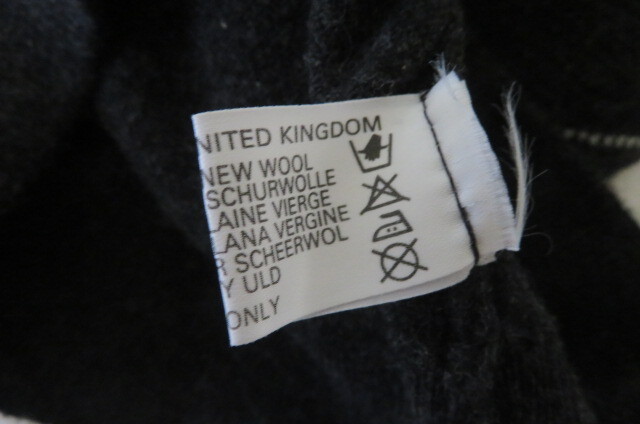 NITED KINGDOM
NEW WOOL
SCHURWOLLE
LAINE VIERGE
LANA VERGINE
R SCHEERWOL
Y ULD
ONLY